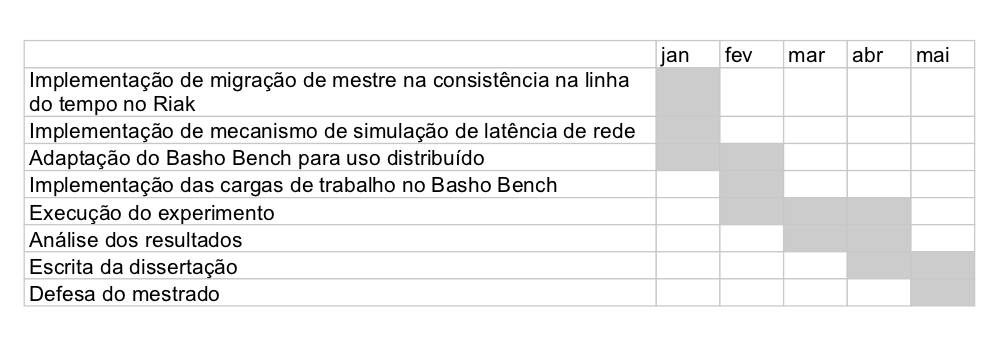 jan fev mar abr mai
Implementação de migração de mestre na consistência na linha
do tempo no Riak
Implementação de mecanismo de simulação de latência de rede
Adaptação do Basho Bench para uso distribuído
Implementação das cargas de trabalho no Basho Bench
Execução do experimento
Análise dos resultados
Escrita da dissertação
Defesa do mestrado